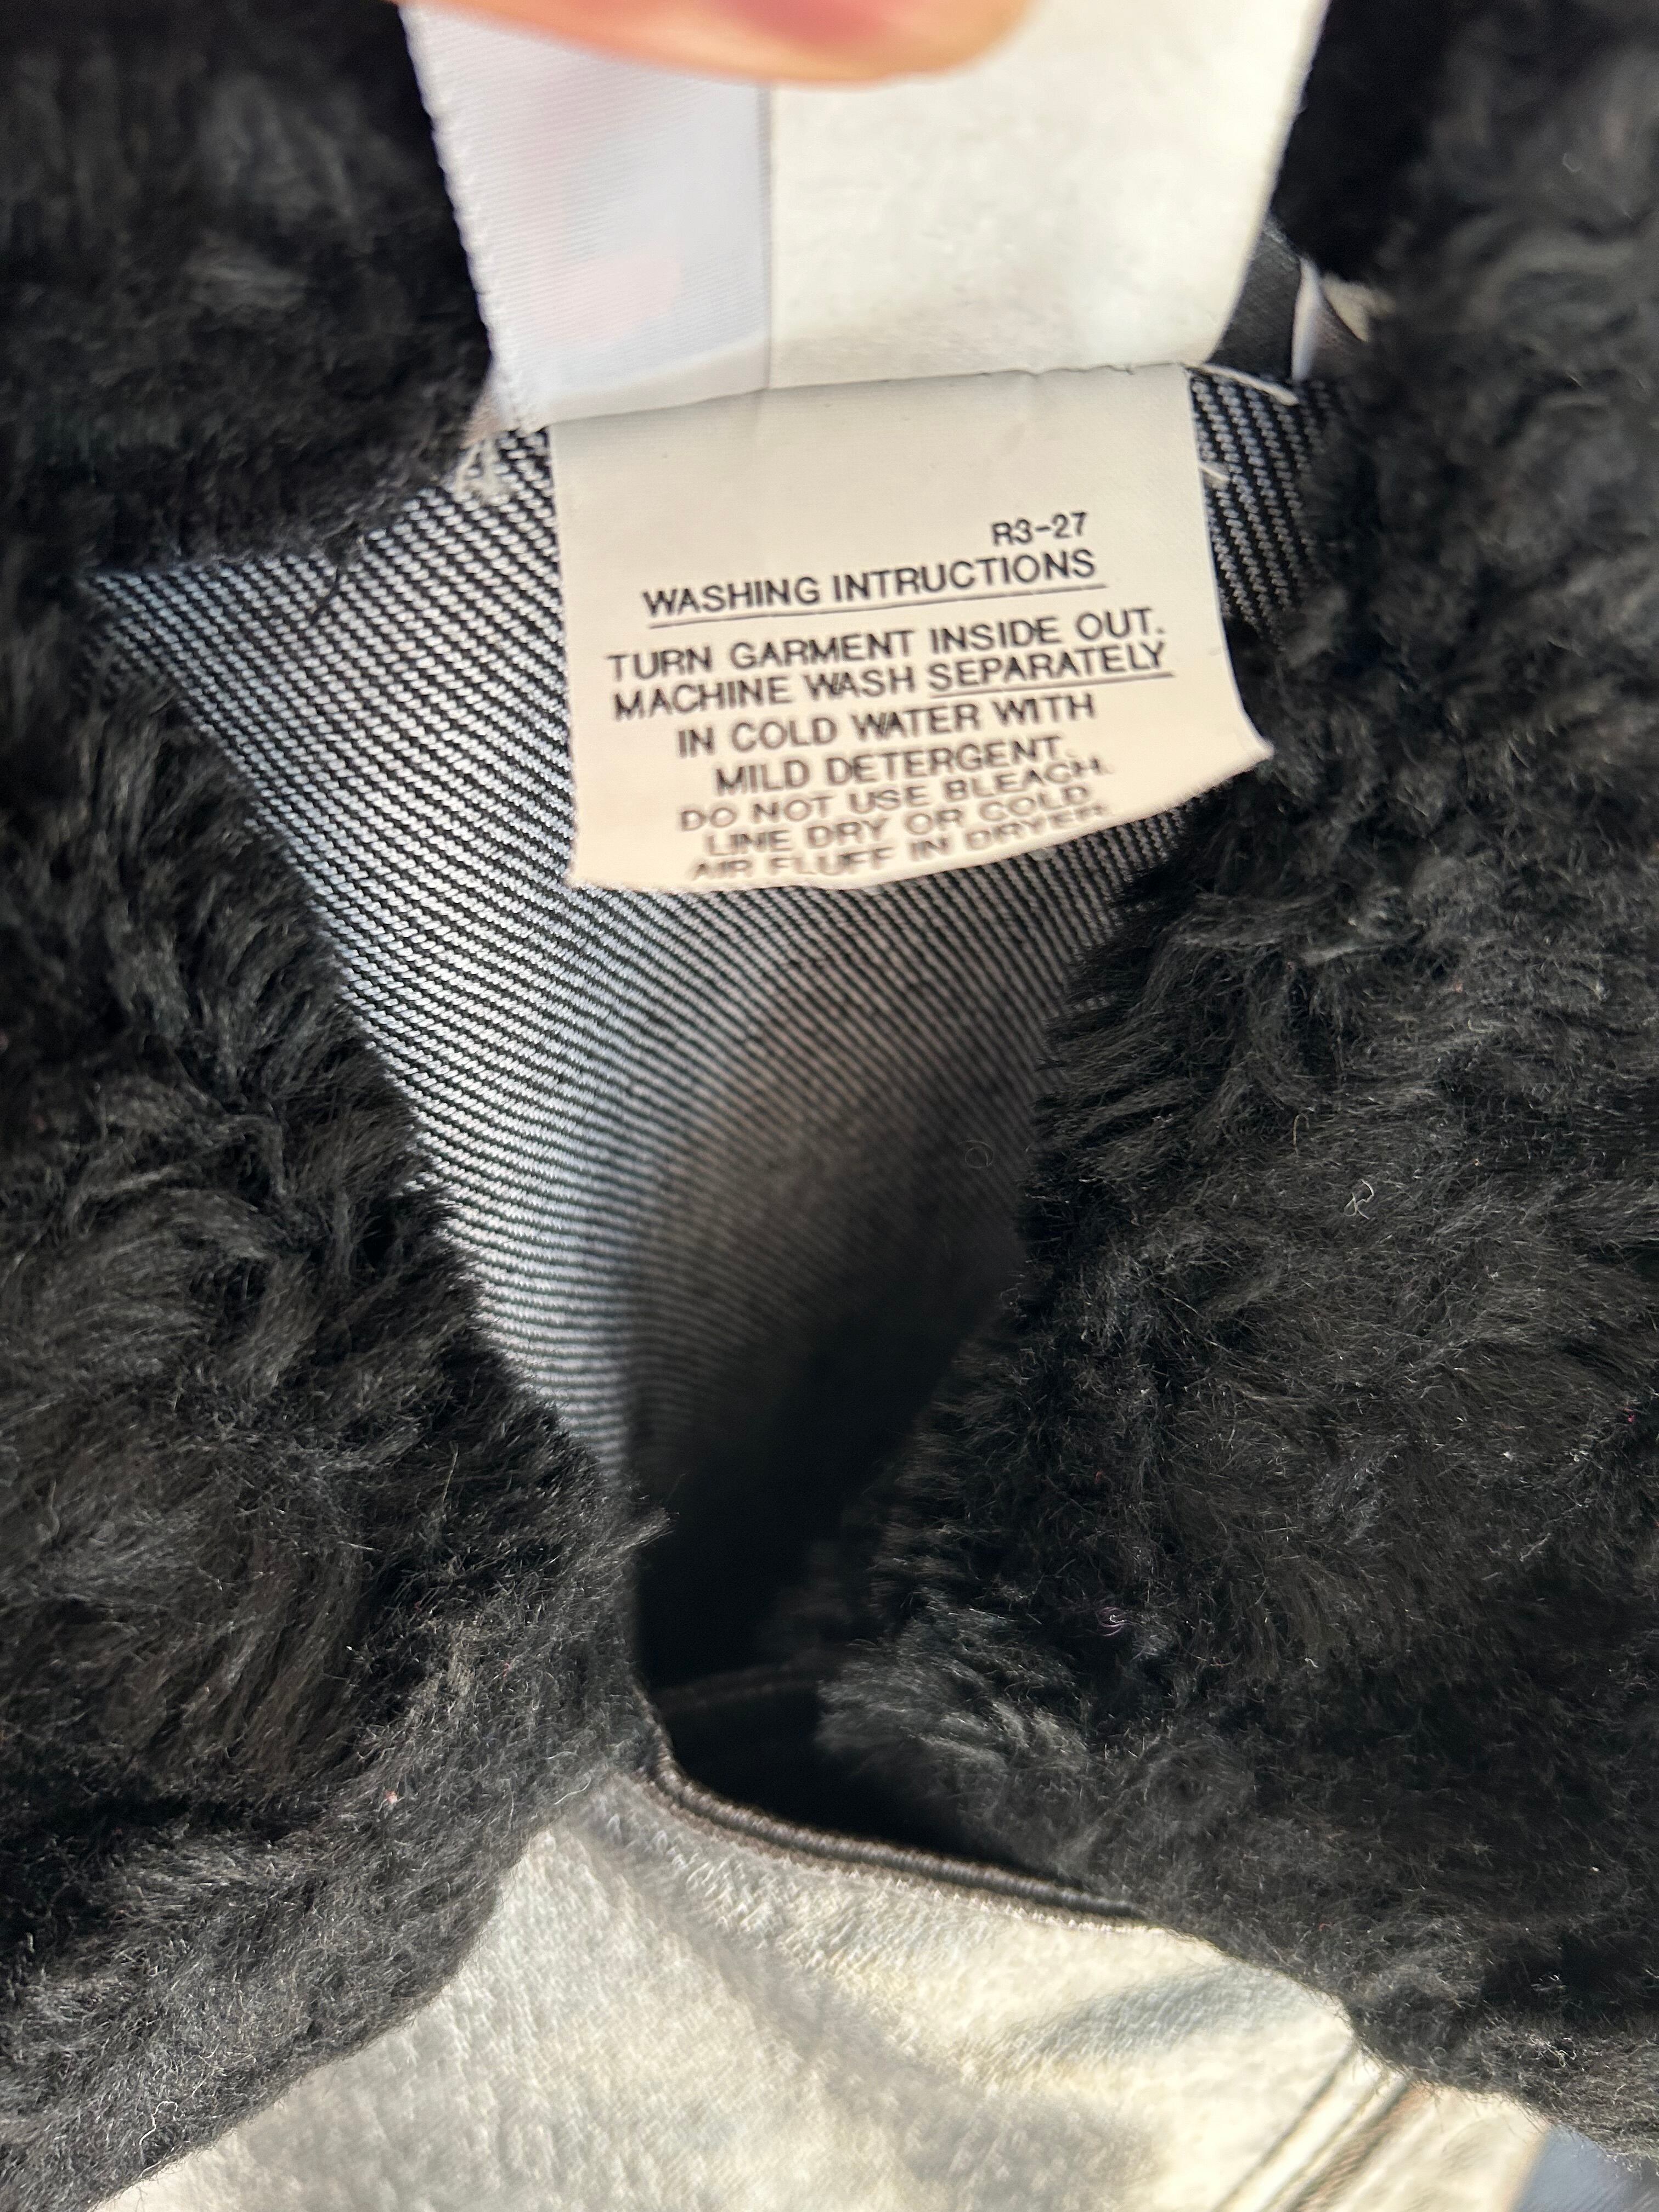 R3-27
WASHING INTRUCTIONS
TURN GARMENT INSIDE OUT.
MACHINE WASH SEPARATELY
IN COLD WATER WITH
MILD DETERGENT.
DO NOT USE BLEACH.
LINE DRY OR COLD
AIR FLUFF IN DRYER.